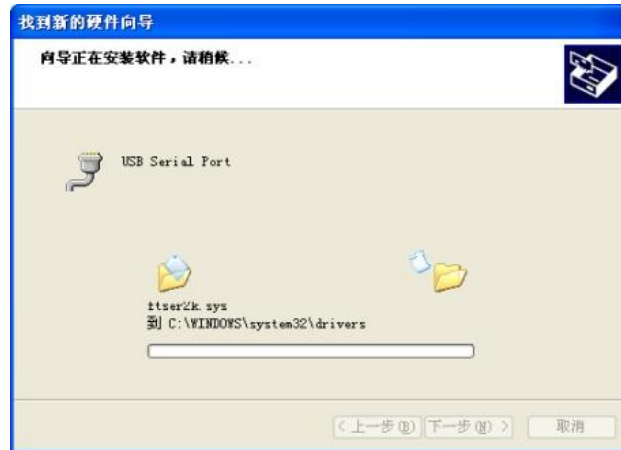 找到新的硬件向导
向导正在安装软件，请稍候...
USB Serial Port
ttser2k.sys
到 C:\WINDOWS\system32\drivers
< 上一步(B) 下一步(N) > 取消